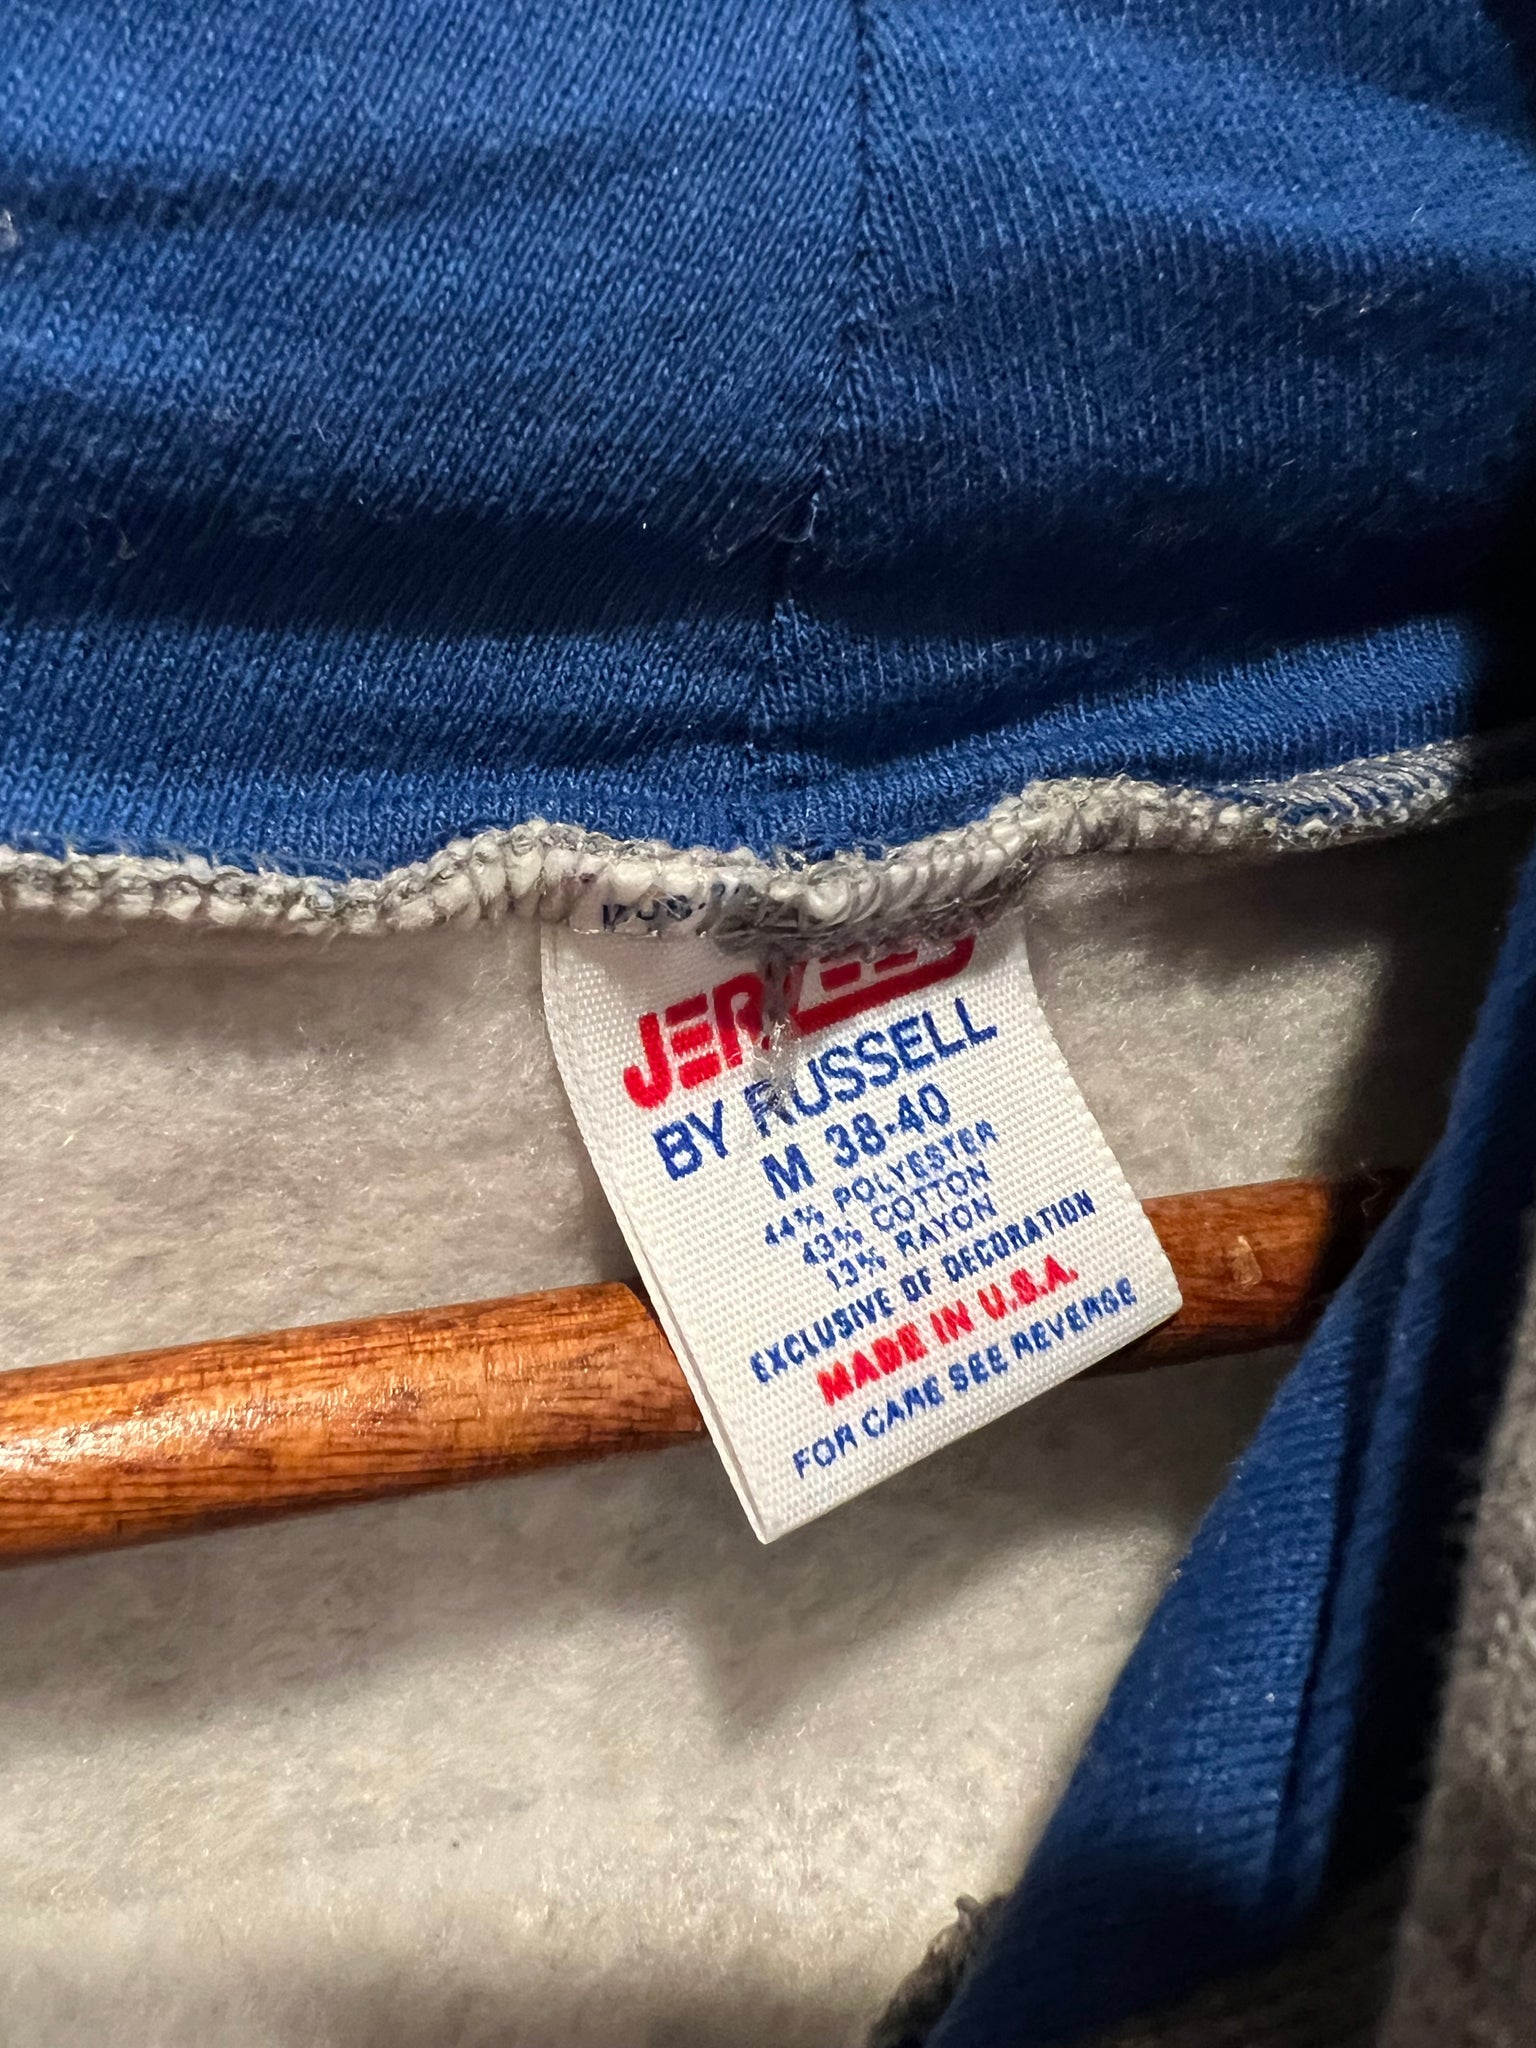 JERZEES
BY RUSSELL
M 38-40
44% POLYESTER
43% COTTON
13% RAYON
EXCLUSIVE OF DECORATION
MADE IN U.S.A.
FOR CARE SEE REVERSE